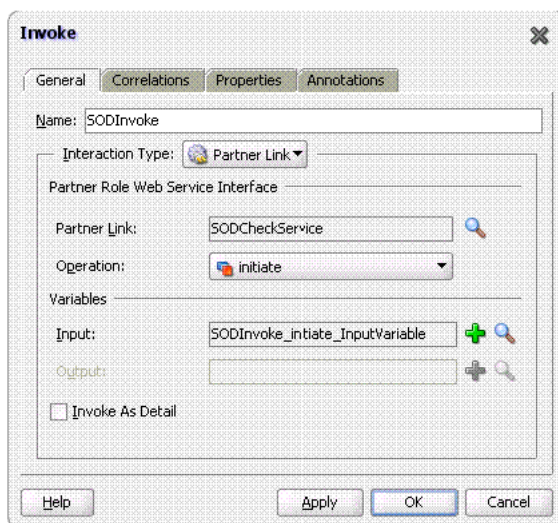 Invoke
General Correlations Properties Annotations
Name: SODInvoke
Interaction Type: Partner Link
Partner Role Web Service Interface
Partner Link: SODCheckService
Operation: initiate
Variables
Input: SODInvoke_intiate_InputVariable
Output:
Invoke As Detail
Help Apply OK Cancel